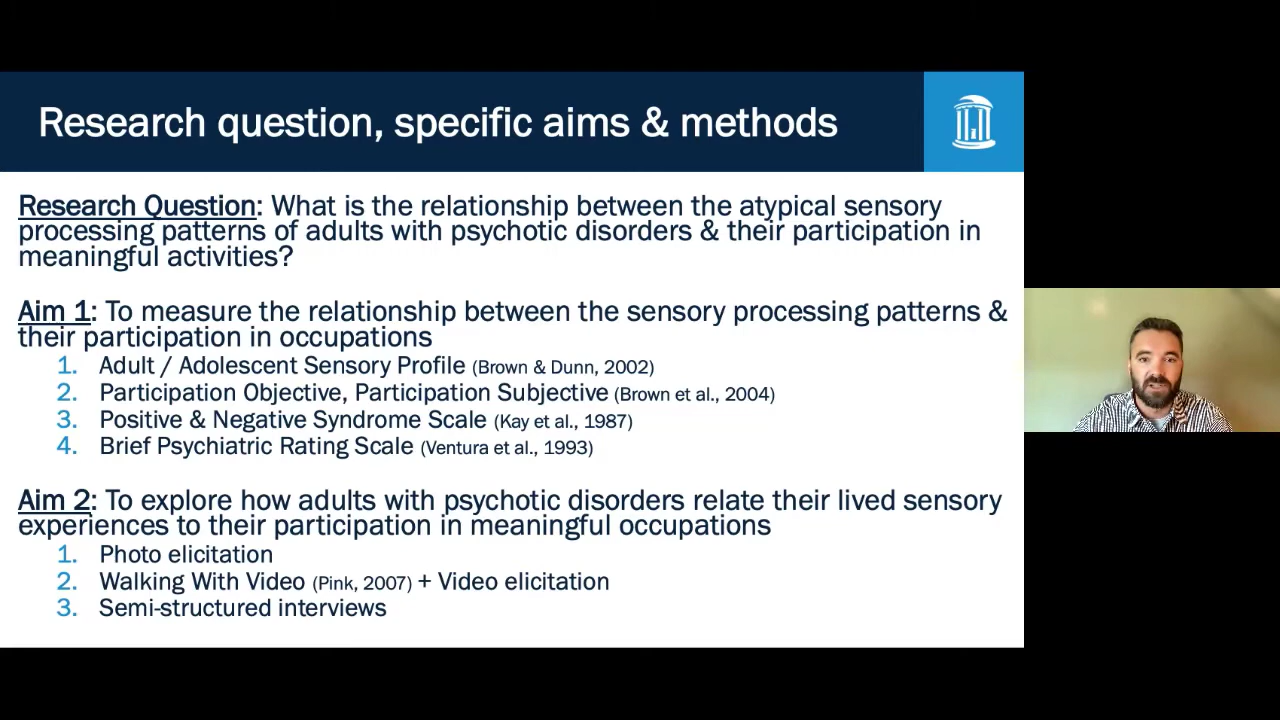 Research question, specific aims & methods
Research Question: What is the relationship between the atypical sensory
processing patterns of adults with psychotic disorders & their participation in
meaningful activities?
Aim 1: To measure the relationship between the sensory processing patterns &
their participation in occupations
1. Adult / Adolescent Sensory Profile (Brown & Dunn, 2002)
2. Participation Objective, Participation Subjective (Brown et al., 2004)
3. Positive & Negative Syndrome Scale (Kay et al., 1987)
4. Brief Psychiatric Rating Scale (Ventura et al., 1993)
Aim 2: To explore how adults with psychotic disorders relate their lived sensory
experiences to their participation in meaningful occupations
1. Photo elicitation
2. Walking With Video (Pink, 2007) + Video elicitation
3. Semi-structured interviews